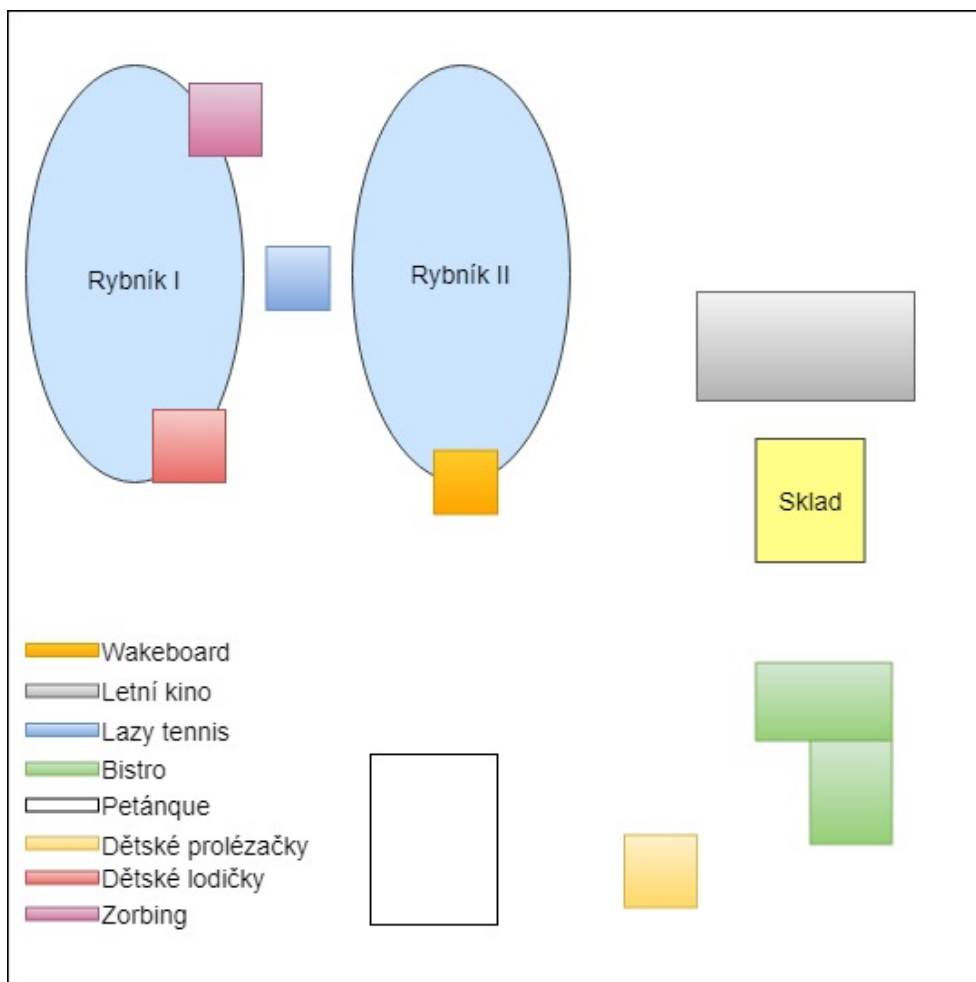 Rybník I
Rybník II
Sklad
Wakeboard
Letní kino
Lazy tennis
Bistro
Petánque
Dětské prolézačky
Dětské lodičky
Zorbing